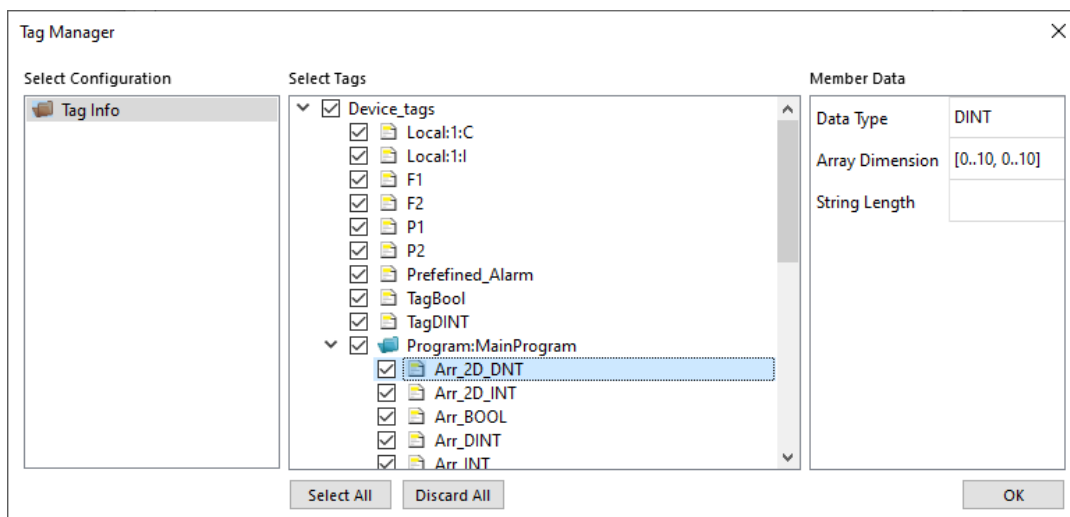 Tag Manager
Select Configuration
Tag Info
Select Tags
Device_tags
Local:1:C
Local:1:I
F1
F2
P1
P2
Prefefined_Alarm
TagBool
TagDINT
Program:MainProgram
Arr_2D_DNT
Arr_2D_INT
Arr_BOOL
Arr_DINT
Arr_INT
Select All Discard All
Member Data
Data Type DINT
Array Dimension [0..10, 0..10]
String Length
OK